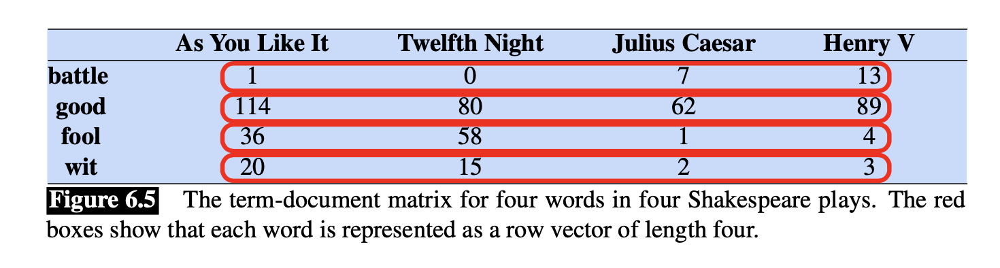 As You Like It Twelfth Night Julius Caesar Henry V
battle 1 0 7 13
good 114 80 62 89
fool 36 58 1 4
wit 20 15 2 3
Figure 6.5 The term-document matrix for four words in four Shakespeare plays. The red
boxes show that each word is represented as a row vector of length four.